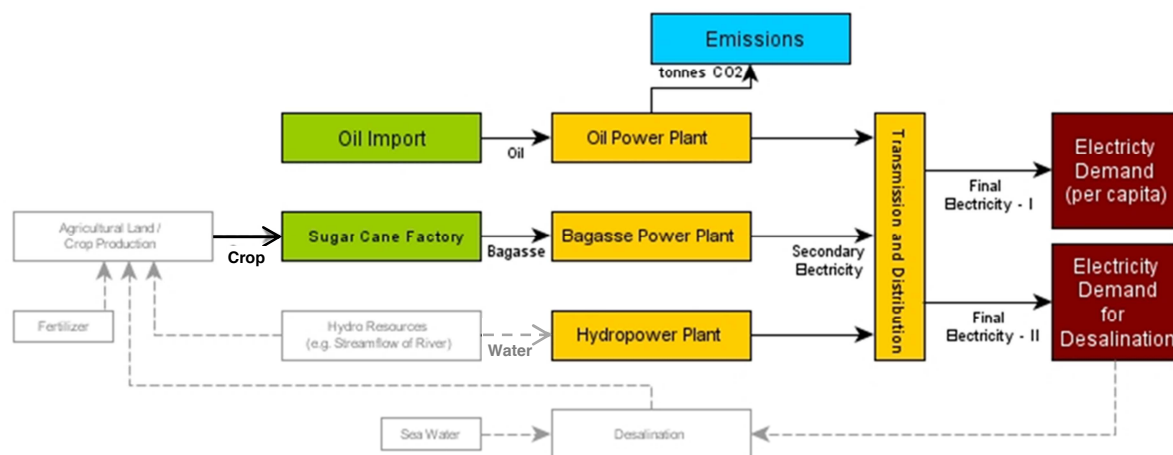 Emissions
tonnes CO2
Oil Import
Oil
Oil Power Plant
Transmission and Distribution
Final
Electricity - I
Electricty
Demand
(per capita)
Agricultural Land /
Crop Production
Crop
Sugar Cane Factory
Bagasse
Bagasse Power Plant
Secondary
Electricity
Electricity
Demand
for
Desalination
Fertilizer
Hydro Resources
(e.g. Streamflow of River)
Water
Hydropower Plant
Final
Electricity - II
Sea Water
Desalination